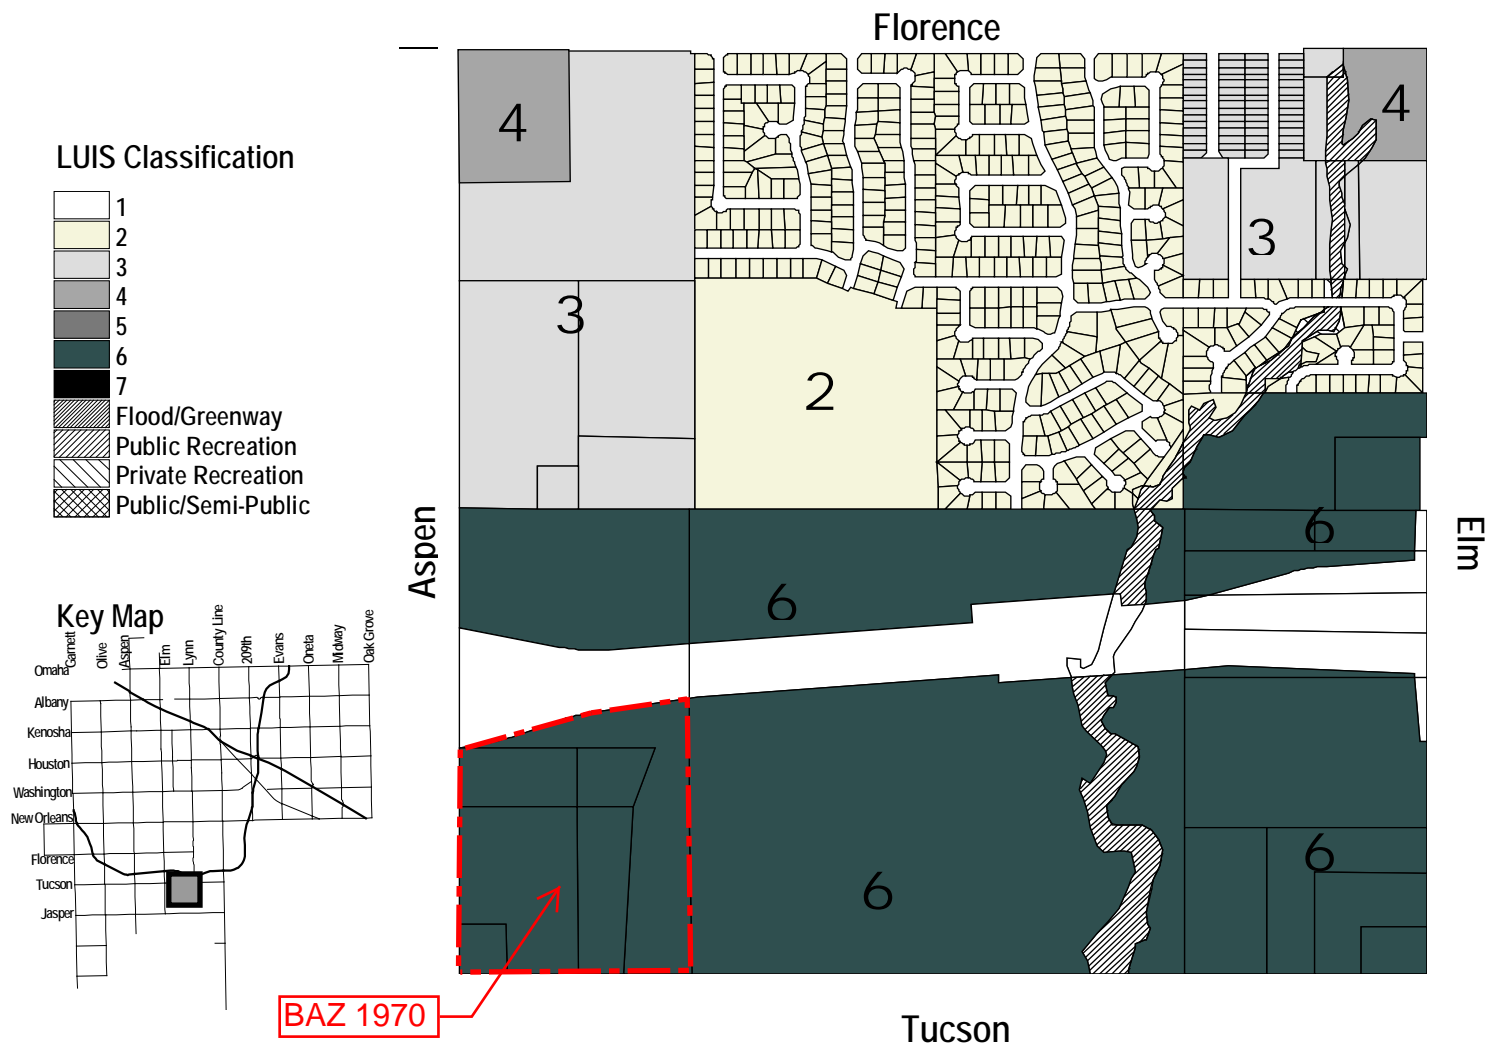 Florence
4
4
LUIS Classification
1
2
3
4
5
6
7
Flood/Greenway
Public Recreation
Private Recreation
Public/Semi-Public
3
3
2
Aspen
Elm
6
6
6
6
Key Map
Garnett
Olive
Aspen
Elm
Lynn
County Line
209th
Evans
Oneta
Midway
Oak Grove
Omaha
Albany
Kenosha
Houston
Washington
New Orleans
Florence
Tucson
Jasper
BAZ 1970
Tucson